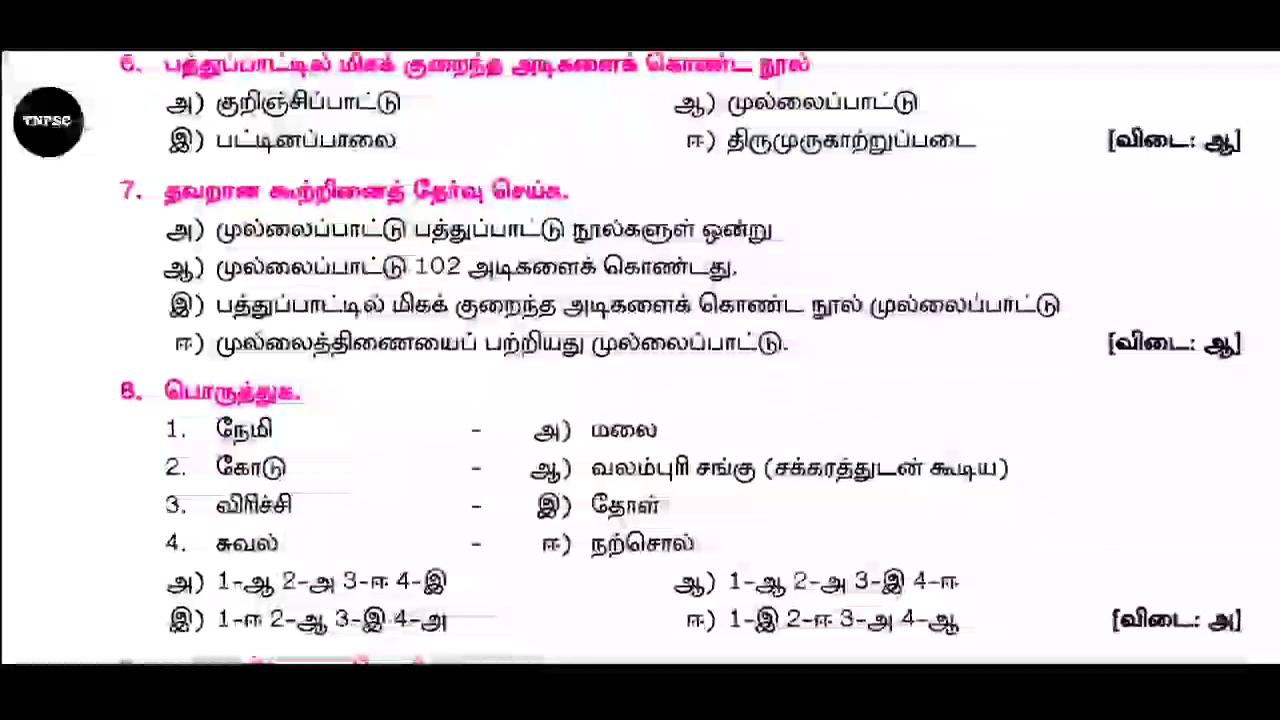 6. பத்துப்பாட்டில் மிகக் குறைந்த அடிகளைக் கொண்ட நூல்
அ) குறிஞ்சிப்பாட்டு ஆ) முல்லைப்பாட்டு
TNPSC
இ) பட்டினப்பாலை ஈ) திருமுருகாற்றுப்படை [விடை: ஆ]
7. தவறான கூற்றினைத் தேர்வு செய்க.
அ) முல்லைப்பாட்டு பத்துப்பாட்டு நூல்களுள் ஒன்று
ஆ) முல்லைப்பாட்டு 102 அடிகளைக் கொண்டது.
இ) பத்துப்பாட்டில் மிகக் குறைந்த அடிகளைக் கொண்ட நூல் முல்லைப்பாட்டு
ஈ) முல்லைத்திணையைப் பற்றியது முல்லைப்பாட்டு. [விடை: ஆ]
8. பொருத்துக.
1. நேமி - அ) மலை
2. கோடு - ஆ) வலம்புரி சங்கு (சக்கரத்துடன் கூடிய)
3. விரிச்சி - இ) தோள்
4. சுவல் - ஈ) நற்சொல்
அ) 1-ஆ 2-அ 3-ஈ 4-இ ஆ) 1-ஆ 2-அ 3-இ 4-ஈ
இ) 1-ஈ 2-ஆ 3-இ 4-அ ஈ) 1-இ 2-ஈ 3-அ 4-ஆ [விடை: அ]